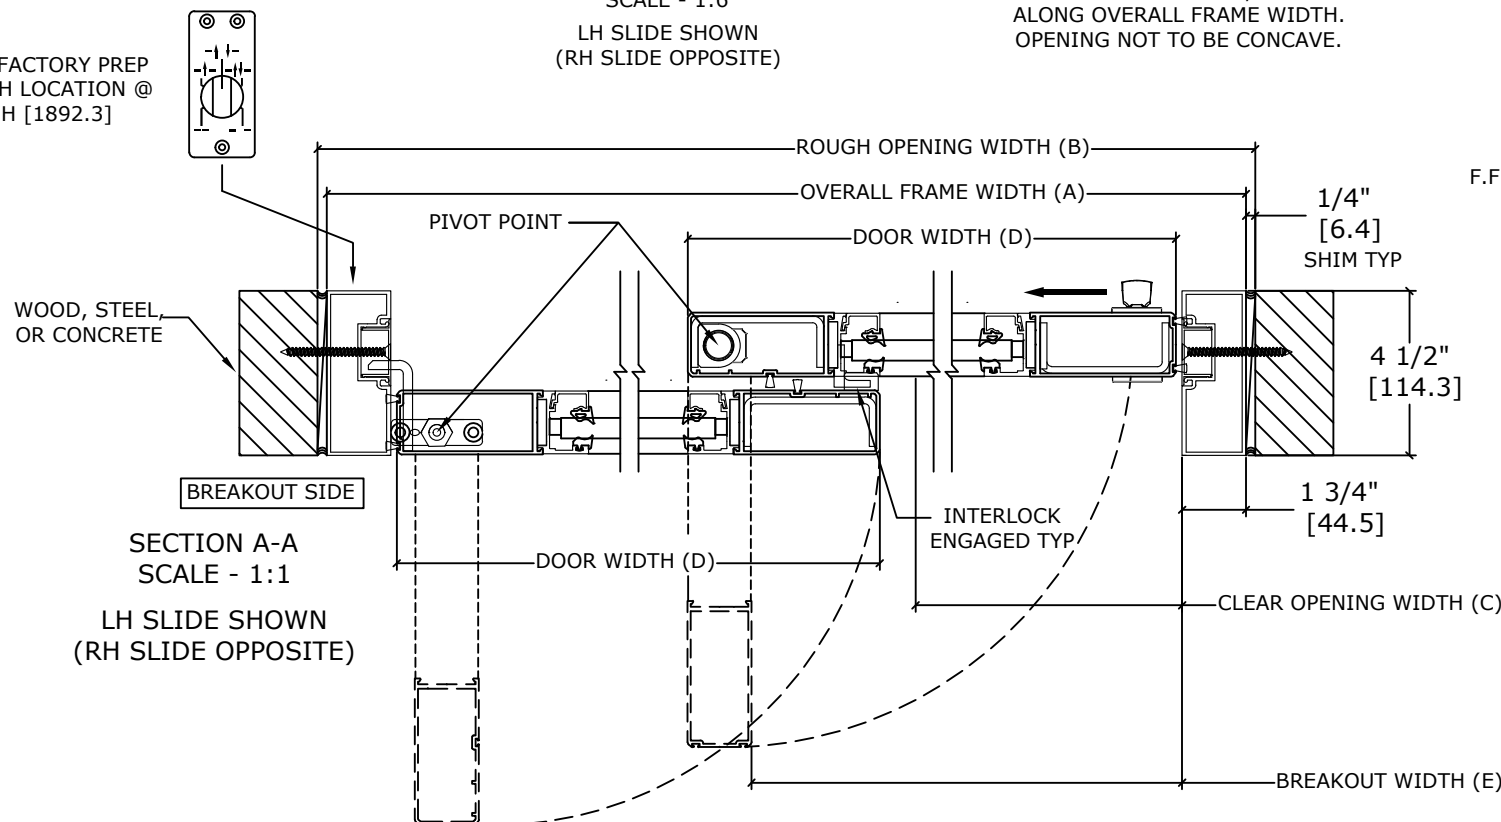 SCALE - 1:6
LH SLIDE SHOWN
(RH SLIDE OPPOSITE)
ALONG OVERALL FRAME WIDTH.
OPENING NOT TO BE CONCAVE.
FACTORY PREP
H LOCATION @
H [1892.3]
ROUGH OPENING WIDTH (B)
F.F
OVERALL FRAME WIDTH (A)
1/4"
[6.4]
SHIM TYP
PIVOT POINT
DOOR WIDTH (D)
WOOD, STEEL,
OR CONCRETE
4 1/2"
[114.3]
BREAKOUT SIDE
1 3/4"
[44.5]
INTERLOCK
ENGAGED TYP
SECTION A-A
SCALE - 1:1
DOOR WIDTH (D)
CLEAR OPENING WIDTH (C)
LH SLIDE SHOWN
(RH SLIDE OPPOSITE)
BREAKOUT WIDTH (E)